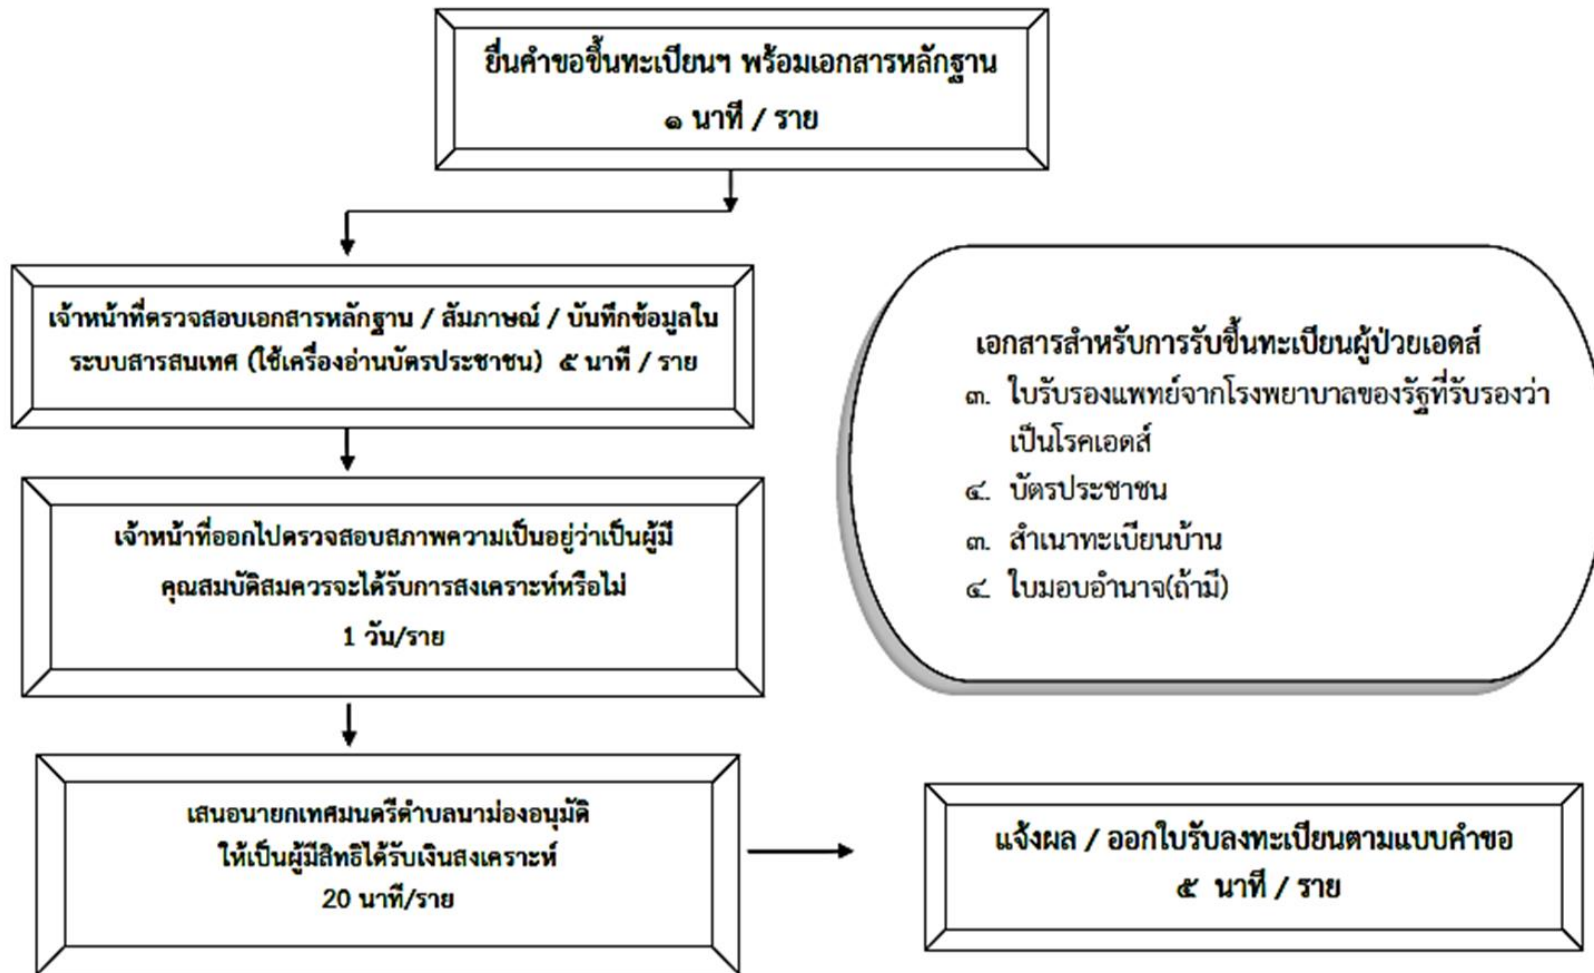 ยื่นคำขอขึ้นทะเบียนฯ พร้อมเอกสารหลักฐาน
๑ นาที / ราย
เจ้าหน้าที่ตรวจสอบเอกสารหลักฐาน / สัมภาษณ์ / บันทึกข้อมูลใน
ระบบสารสนเทศ (ใช้เครื่องอ่านบัตรประชาชน) ๕ นาที / ราย
เจ้าหน้าที่ออกไปตรวจสอบสภาพความเป็นอยู่ว่าเป็นผู้มี
คุณสมบัติสมควรจะได้รับการสงเคราะห์หรือไม่
1 วัน/ราย
เสนอนายกเทศมนตรีตำบลนาม่องอนุมัติ
ให้เป็นผู้มีสิทธิได้รับเงินสงเคราะห์
20 นาที/ราย
แจ้งผล / ออกใบรับลงทะเบียนตามแบบคำขอ
๕ นาที / ราย
เอกสารสำหรับการรับขึ้นทะเบียนผู้ป่วยเอดส์
๓. ใบรับรองแพทย์จากโรงพยาบาลของรัฐที่รับรองว่า
เป็นโรคเอดส์
๔. บัตรประชาชน
๓. สำเนาทะเบียนบ้าน
๔. ใบมอบอำนาจ(ถ้ามี)